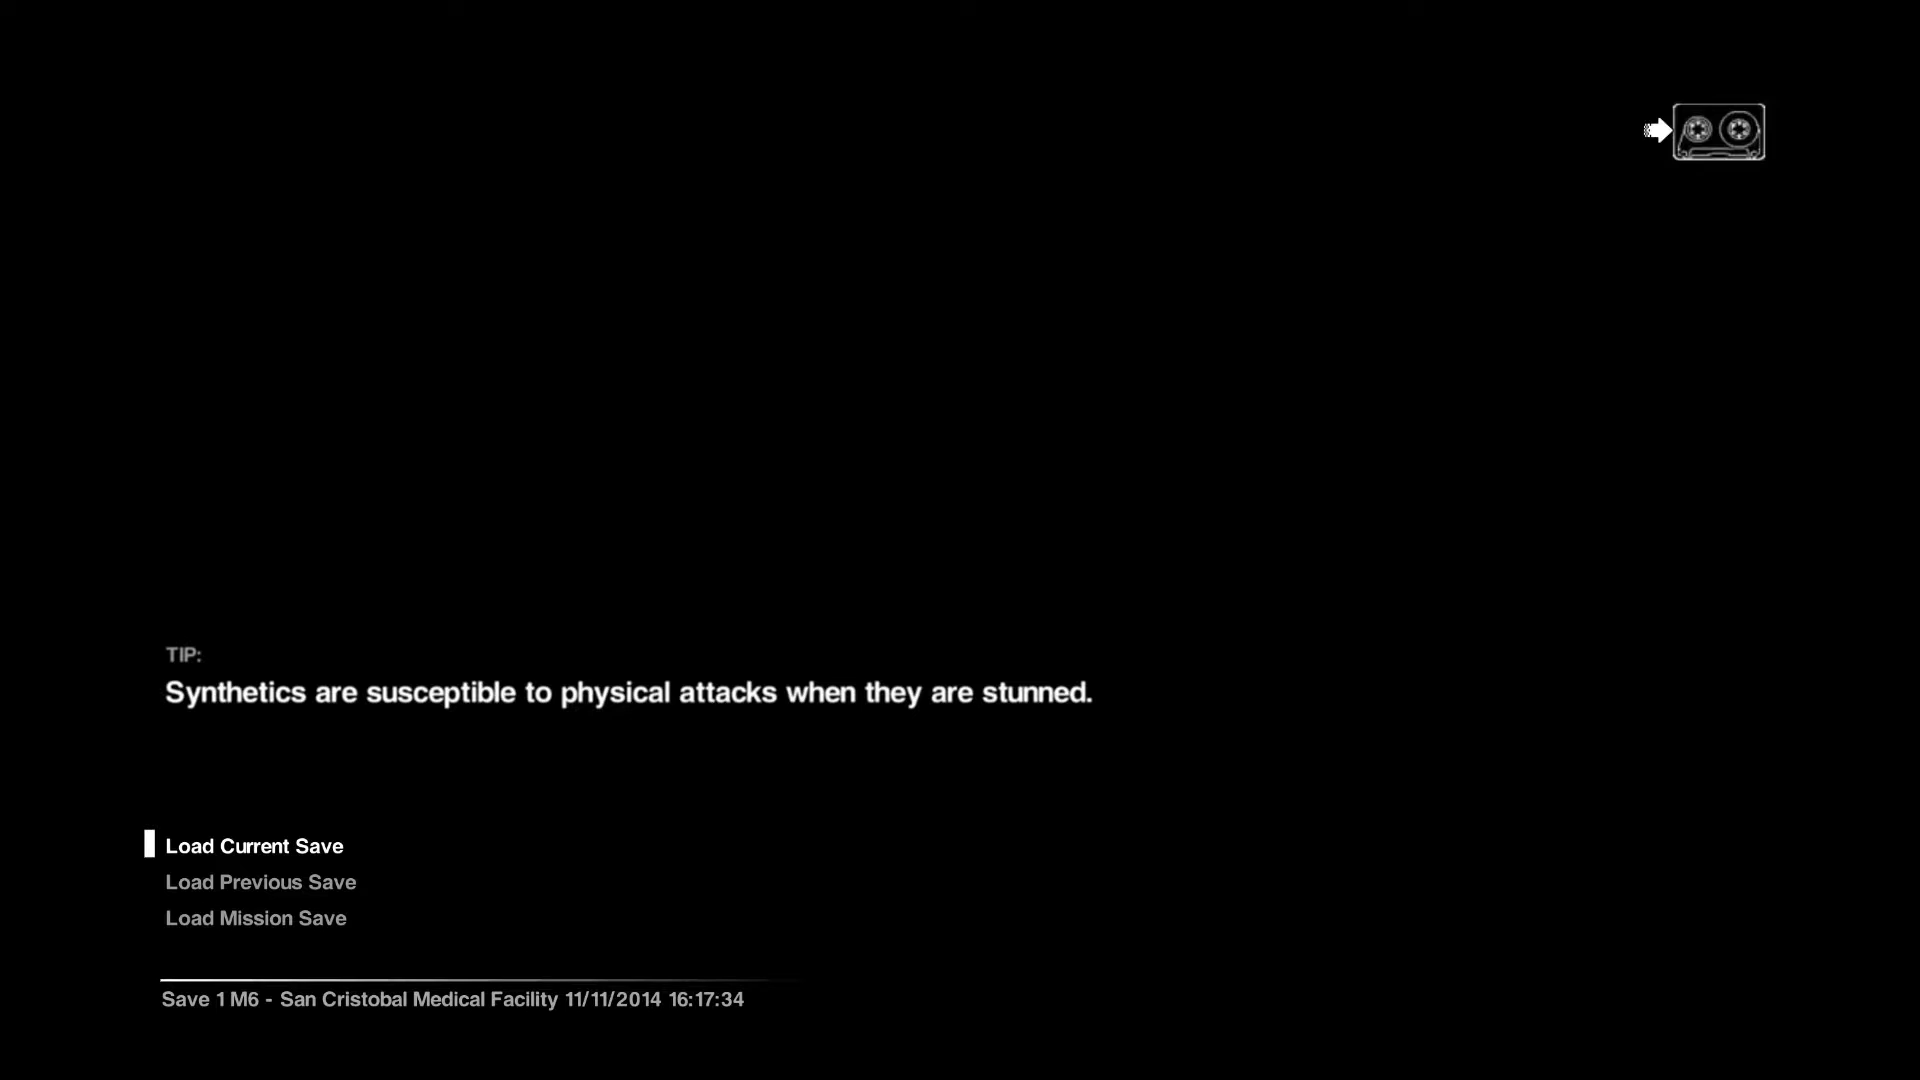 TIP:
Synthetics are susceptible to physical attacks when they are stunned.
Load Current Save
Load Previous Save
Load Mission Save
Save 1 M6 - San Cristobal Medical Facility 11/11/2014 16:17:34